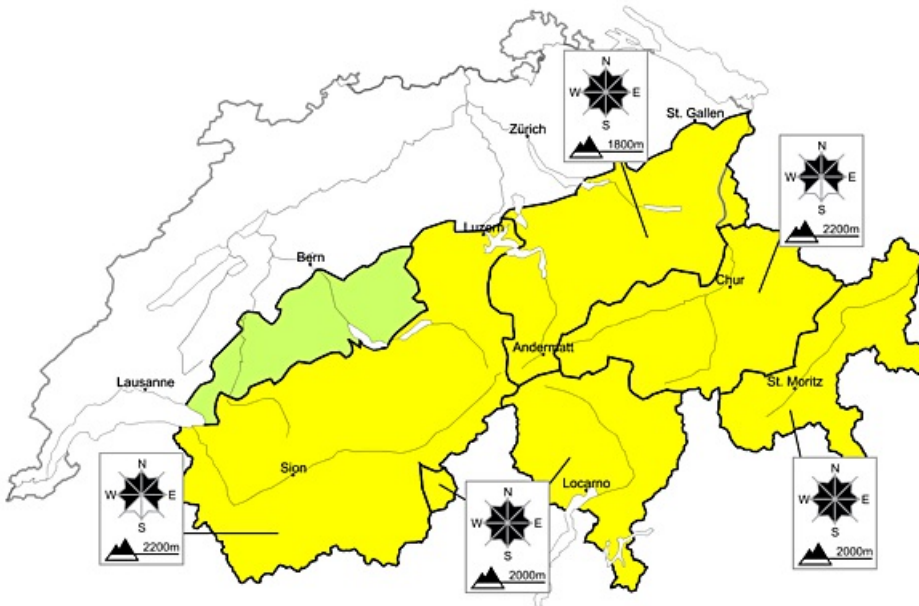 N
W E
S
1800m
St. Gallen
Zürich
N
W E
S
2200m
Luzern
Bern
Chur
Andermatt
Lausanne
St. Moritz
N
W E
S
2200m
Sion
Locarno
N
W E
S
2000m
N
W E
S
2000m